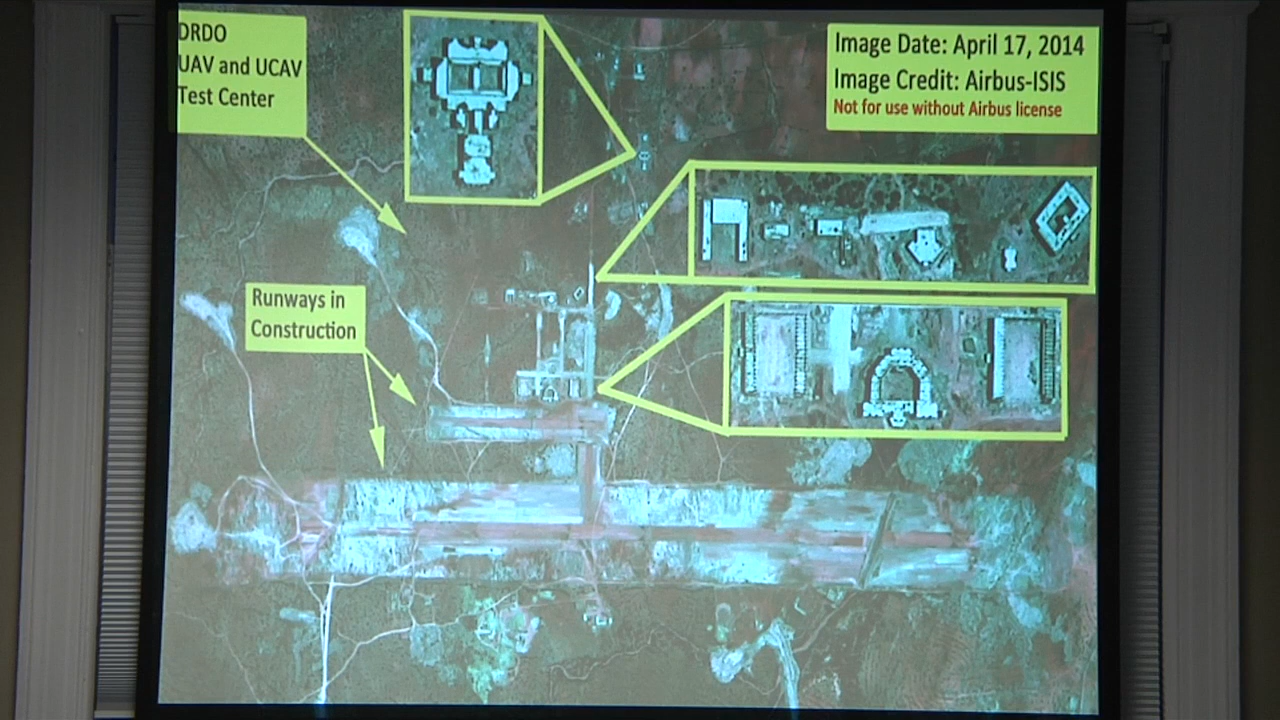 DRDO
UAV and UCAV
Test Center
Image Date: April 17, 2014
Image Credit: Airbus-ISIS
Not for use without Airbus license
Runways in
Construction